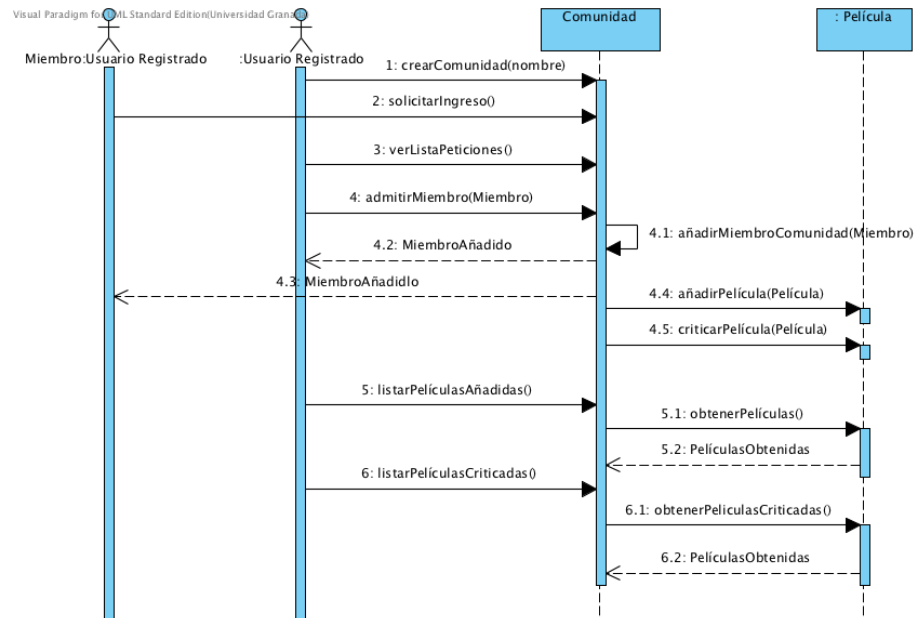 Visual Paradigm for UML Standard Edition(Universidad Granada)
Comunidad
: Película
Miembro:Usuario Registrado
:Usuario Registrado
1: crearComunidad(nombre)
2: solicitarIngreso()
3: verListaPeticiones()
4: admitirMiembro(Miembro)
4.1: añadirMiembroComunidad(Miembro)
4.2: MiembroAñadido
4.3: MiembroAñadidlo
4.4: añadirPelícula(Película)
4.5: criticarPelícula(Película)
5: listarPelículasAñadidas()
5.1: obtenerPelículas()
5.2: PelículasObtenidas
6: listarPelículasCriticadas()
6.1: obtenerPeliculasCriticadas()
6.2: PelículasObtenidas